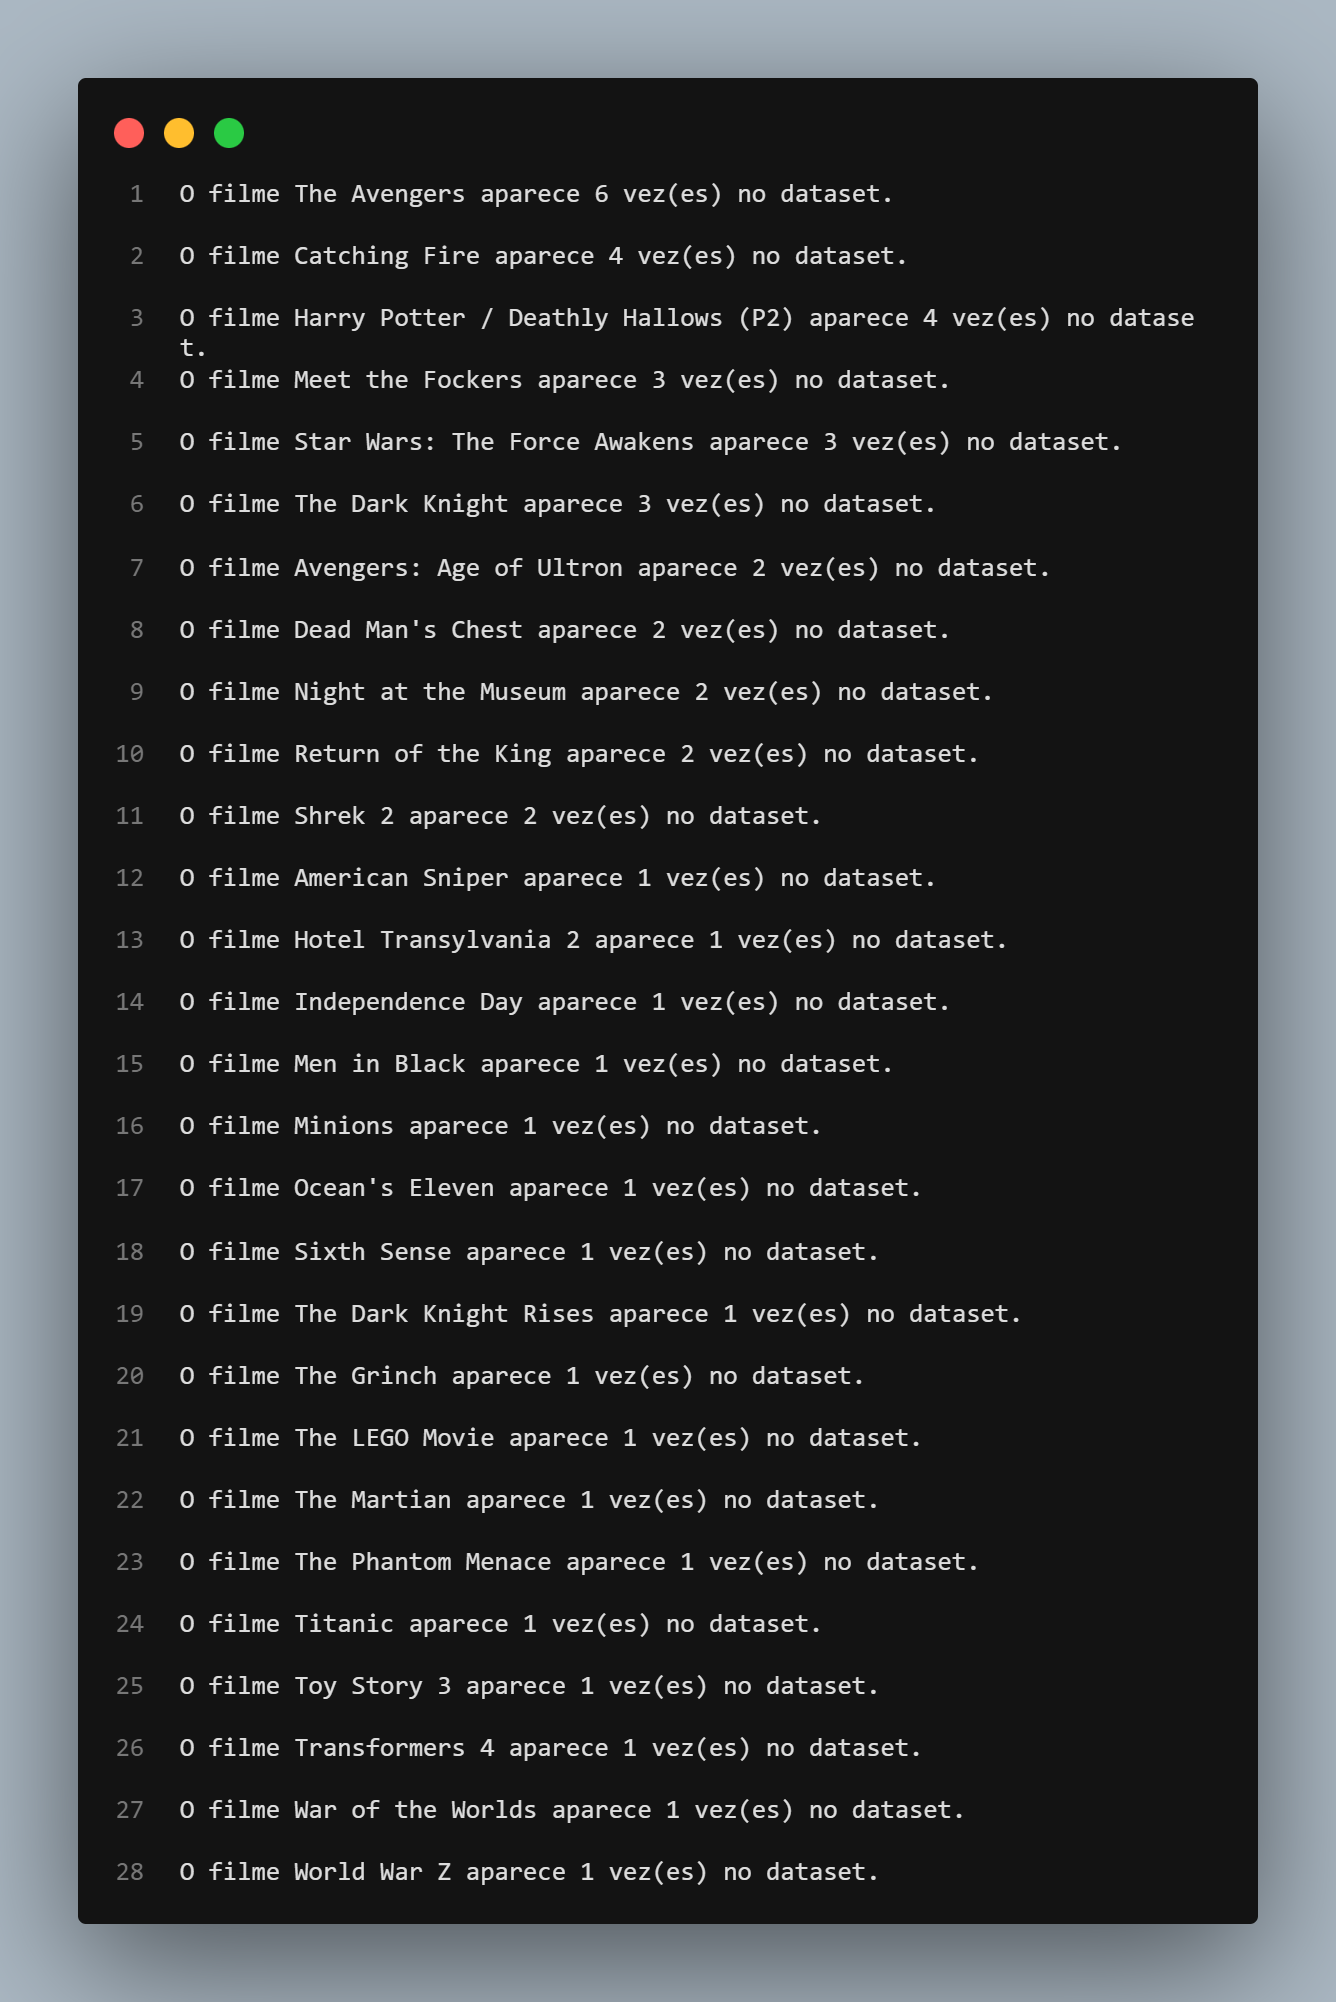 1 O filme The Avengers aparece 6 vez(es) no dataset.
2 O filme Catching Fire aparece 4 vez(es) no dataset.
3 O filme Harry Potter / Deathly Hallows (P2) aparece 4 vez(es) no datase
t.
4 O filme Meet the Fockers aparece 3 vez(es) no dataset.
5 O filme Star Wars: The Force Awakens aparece 3 vez(es) no dataset.
6 O filme The Dark Knight aparece 3 vez(es) no dataset.
7 O filme Avengers: Age of Ultron aparece 2 vez(es) no dataset.
8 O filme Dead Man's Chest aparece 2 vez(es) no dataset.
9 O filme Night at the Museum aparece 2 vez(es) no dataset.
10 O filme Return of the King aparece 2 vez(es) no dataset.
11 O filme Shrek 2 aparece 2 vez(es) no dataset.
12 O filme American Sniper aparece 1 vez(es) no dataset.
13 O filme Hotel Transylvania 2 aparece 1 vez(es) no dataset.
14 O filme Independence Day aparece 1 vez(es) no dataset.
15 O filme Men in Black aparece 1 vez(es) no dataset.
16 O filme Minions aparece 1 vez(es) no dataset.
17 O filme Ocean's Eleven aparece 1 vez(es) no dataset.
18 O filme Sixth Sense aparece 1 vez(es) no dataset.
19 O filme The Dark Knight Rises aparece 1 vez(es) no dataset.
20 O filme The Grinch aparece 1 vez(es) no dataset.
21 O filme The LEGO Movie aparece 1 vez(es) no dataset.
22 O filme The Martian aparece 1 vez(es) no dataset.
23 O filme The Phantom Menace aparece 1 vez(es) no dataset.
24 O filme Titanic aparece 1 vez(es) no dataset.
25 O filme Toy Story 3 aparece 1 vez(es) no dataset.
26 O filme Transformers 4 aparece 1 vez(es) no dataset.
27 O filme War of the Worlds aparece 1 vez(es) no dataset.
28 O filme World War Z aparece 1 vez(es) no dataset.